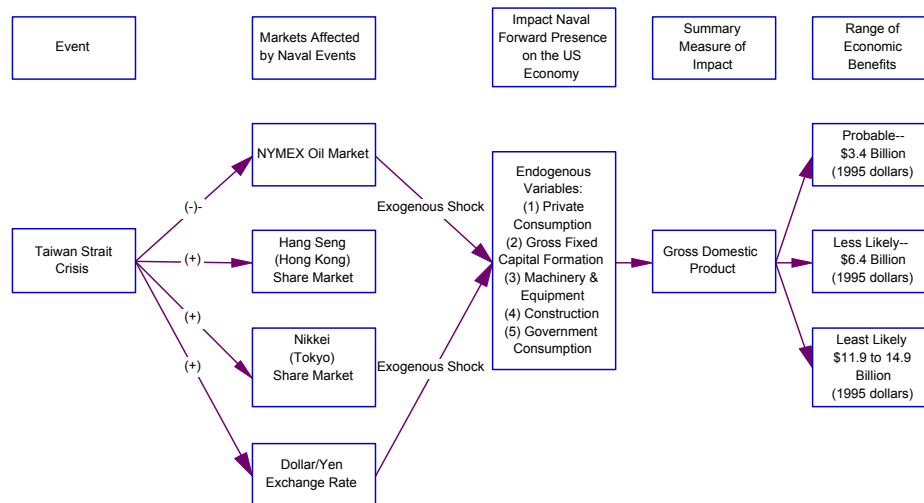 Event
Markets Affected
by Naval Events
Impact Naval
Forward Presence
on the US
Economy
Summary
Measure of
Impact
Range of
Economic
Benefits
Taiwan Strait
Crisis
(-)-
(+)
(+)
(+)
NYMEX Oil Market
Hang Seng
(Hong Kong)
Share Market
Nikkei
(Tokyo)
Share Market
Dollar/Yen
Exchange Rate
Exogenous Shock
Exogenous Shock
Endogenous
Variables:
(1) Private
Consumption
(2) Gross Fixed
Capital Formation
(3) Machinery &
Equipment
(4) Construction
(5) Government
Consumption
Gross Domestic
Product
Probable--
$3.4 Billion
(1995 dollars)
Less Likely--
$6.4 Billion
(1995 dollars)
Least Likely
$11.9 to 14.9
Billion
(1995 dollars)